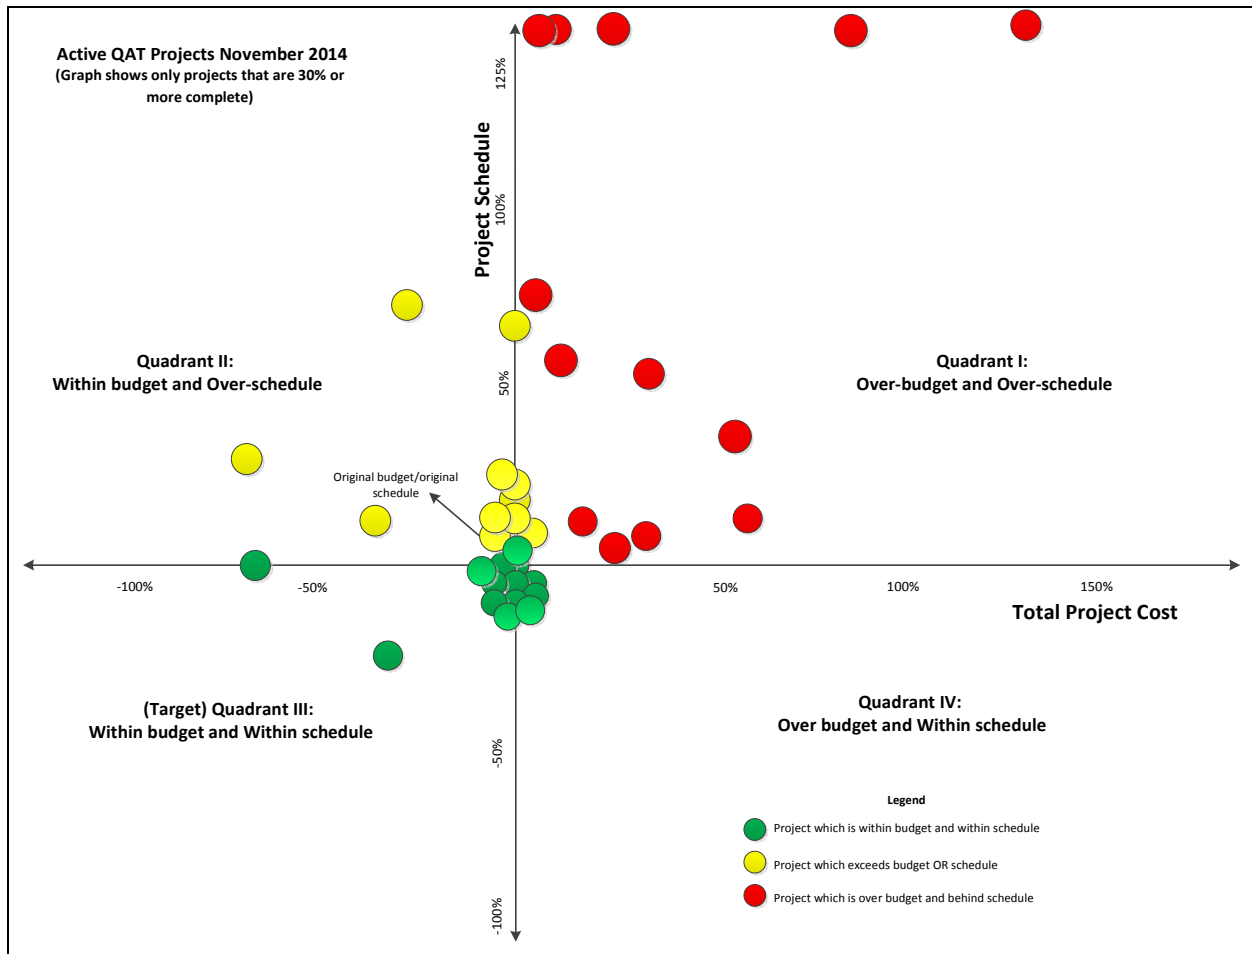 Active QAT Projects November 2014
(Graph shows only projects that are 30% or
more complete)
Project Schedule
125%
100%
50%
Quadrant II:
Within budget and Over-schedule
Quadrant I:
Over-budget and Over-schedule
Original budget/original
schedule
-100%
-50%
50%
100%
150%
Total Project Cost
(Target) Quadrant III:
Within budget and Within schedule
Quadrant IV:
Over budget and Within schedule
-50%
-100%
Legend
Project which is within budget and within schedule
Project which exceeds budget OR schedule
Project which is over budget and behind schedule